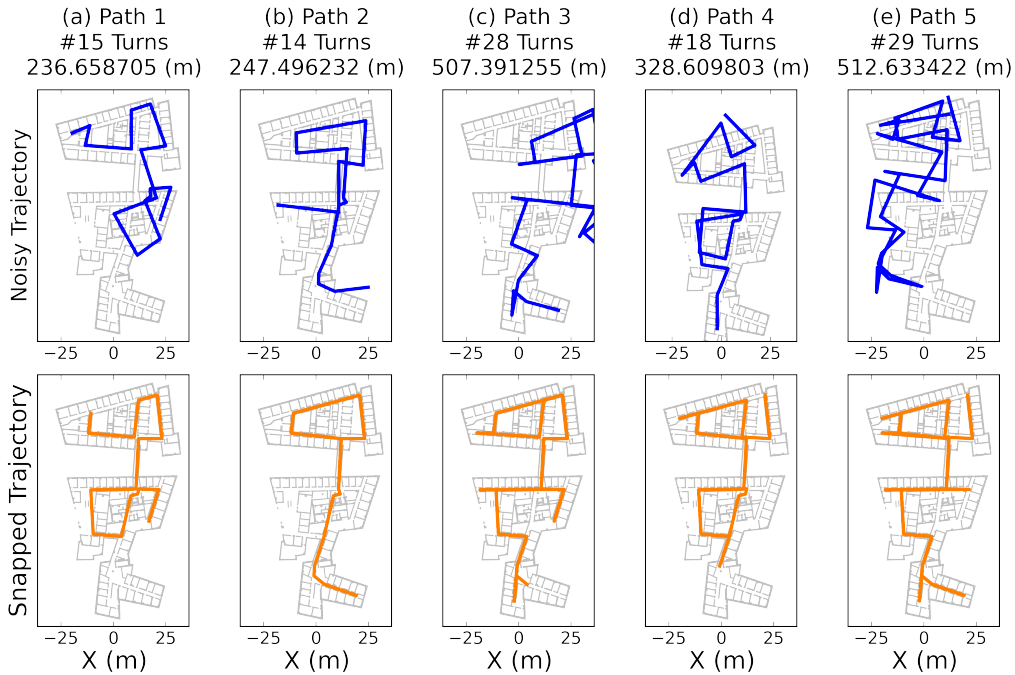 (a) Path 1
#15 Turns
236.658705 (m)
(b) Path 2
#14 Turns
247.496232 (m)
(c) Path 3
#28 Turns
507.391255 (m)
(d) Path 4
#18 Turns
328.609803 (m)
(e) Path 5
#29 Turns
512.633422 (m)
Noisy Trajectory
−25 0 25
−25 0 25
−25 0 25
−25 0 25
−25 0 25
Snapped Trajectory
−25 0 25
X (m)
−25 0 25
X (m)
−25 0 25
X (m)
−25 0 25
X (m)
−25 0 25
X (m)